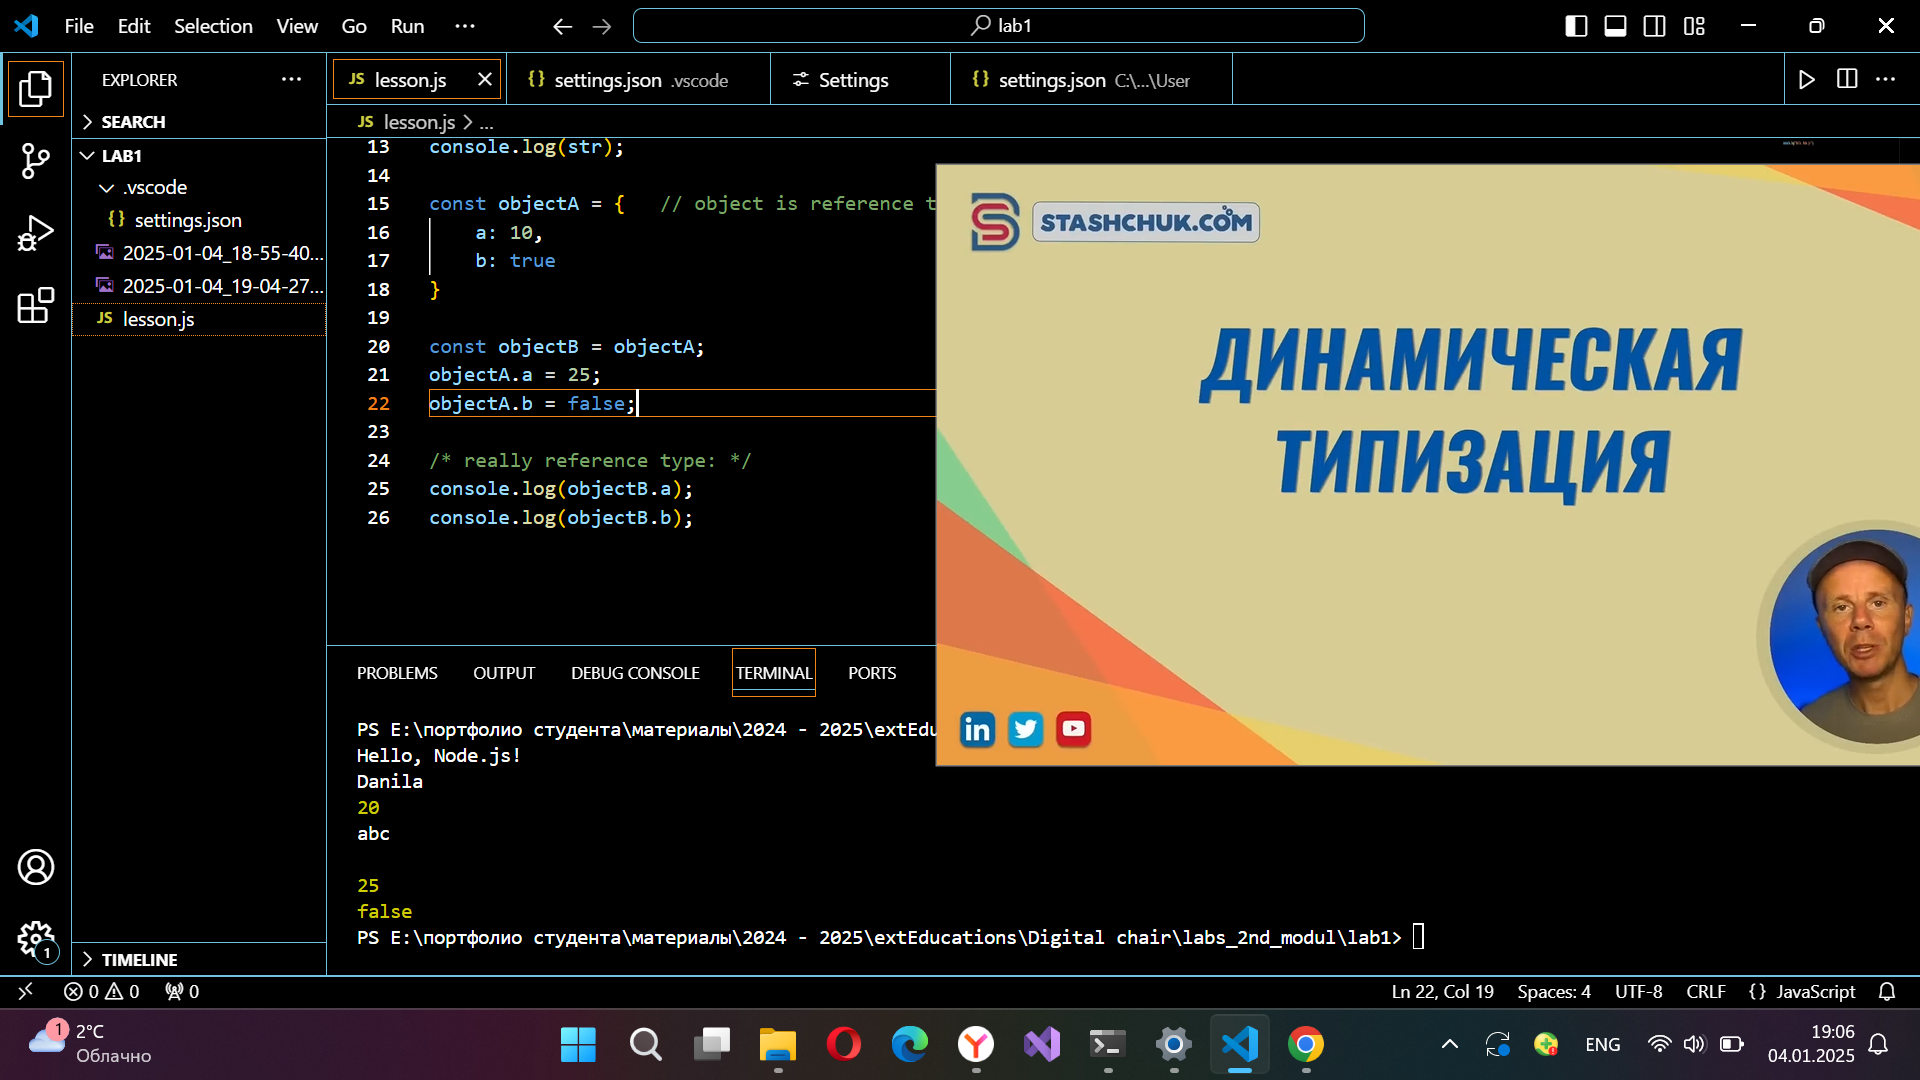 File Edit Selection View Go Run ...
lab1
EXPLORER
SEARCH
LAB1
.vscode
{} settings.json
2025-01-04_18-55-40...
2025-01-04_19-04-27...
JS lesson.js
TIMELINE
JS lesson.js
{} settings.json .vscode
Settings
{} settings.json C:\...\User
JS lesson.js > ...
13 console.log(str);
14
15 const objectA = { // object is reference t
16 a: 10,
17 b: true
18 }
19
20 const objectB = objectA;
21 objectA.a = 25;
22 objectA.b = false;
23
24 /* really reference type: */
25 console.log(objectB.a);
26 console.log(objectB.b);
STASHCHUK.COM
ДИНАМИЧЕСКАЯ
ТИПИЗАЦИЯ
in
PROBLEMS OUTPUT DEBUG CONSOLE TERMINAL PORTS
PS E:\портфолио студента\материалы\2024 - 2025\extEdu
Hello, Node.js!
Danila
20
abc
25
false
PS E:\портфолио студента\материалы\2024 - 2025\extEducations\Digital chair\labs_2nd_modul\lab1>
1
0 0 0
Ln 22, Col 19 Spaces: 4 UTF-8 CRLF {} JavaScript
1
2°C
Облачно
ENG
19:06
04.01.2025